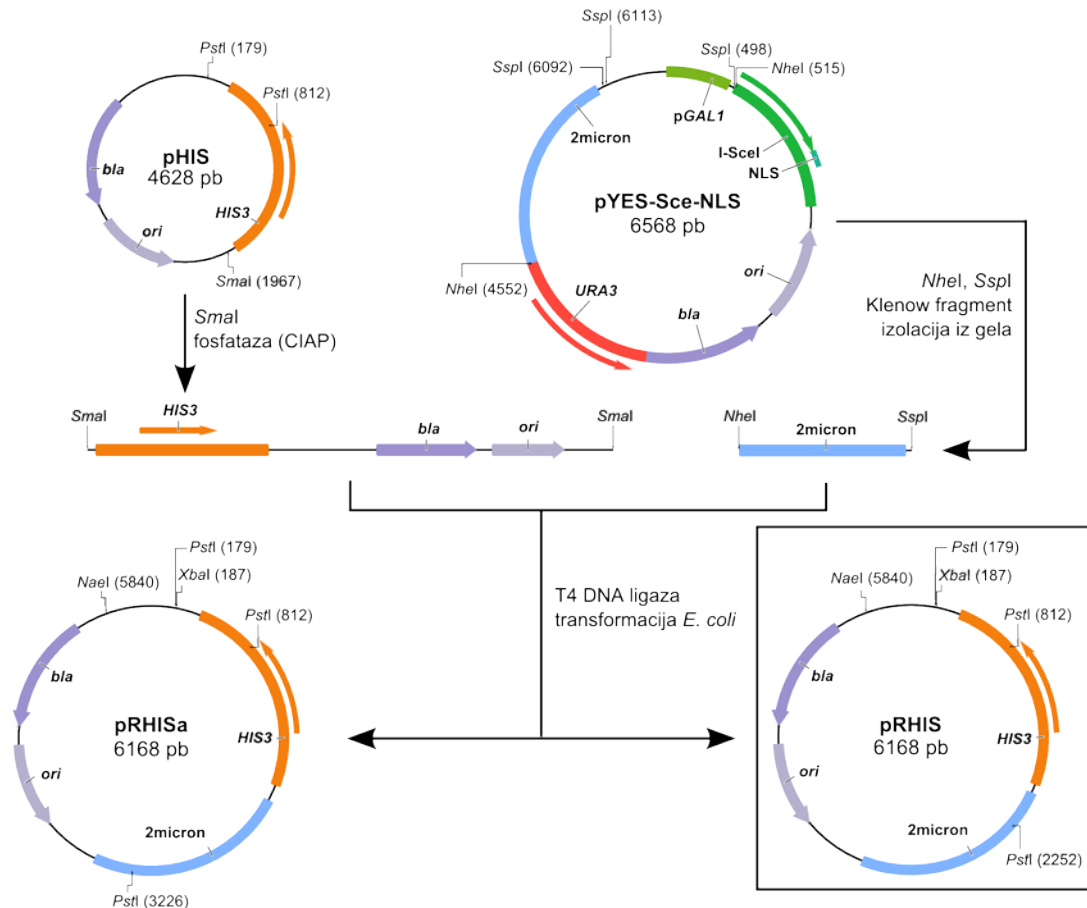 PstI (179)
PstI (812)
pHIS
4628 pb
bla
HIS3
ori
SmaI (1967)
SspI (6113)
SspI (6092)
SspI (498)
NheI (515)
pGAL1
2micron
I-SceI
NLS
pYES-Sce-NLS
6568 pb
ori
NheI (4552)
URA3
bla
SmaI
fosfataza (CIAP)
NheI, SspI
Klenow fragment
izolacija iz gela
SmaI
HIS3
bla
ori
SmaI
NheI
2micron
SspI
T4 DNA ligaza
transformacija E. coli
PstI (179)
NaeI (5840)
XbaI (187)
PstI (812)
bla
pRHISa
6168 pb
HIS3
ori
2micron
PstI (3226)
PstI (179)
NaeI (5840)
XbaI (187)
PstI (812)
bla
pRHIS
6168 pb
HIS3
ori
2micron
PstI (2252)